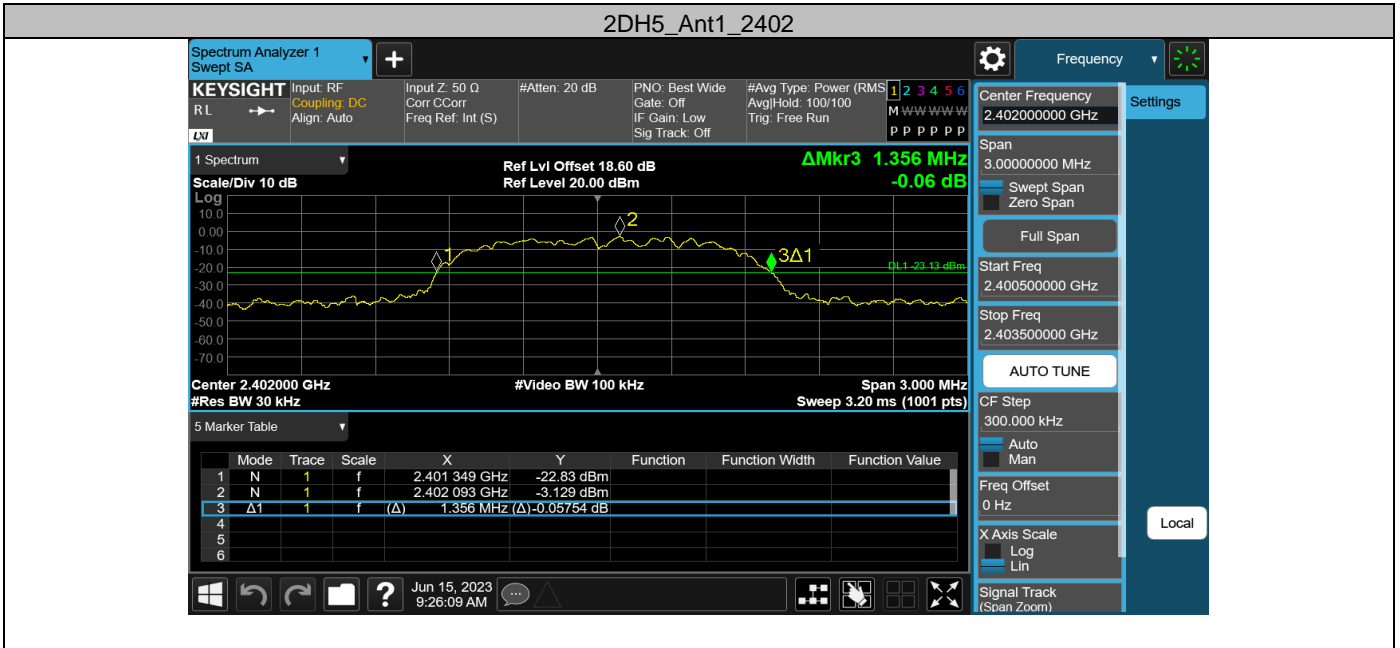 2DH5_Ant1_2402
Spectrum Analyzer 1
Swept SA
+
Frequency
KEYSIGHT Input: RF Input Z: 50 Ω #Atten: 20 dB PNO: Best Wide #Avg Type: Power (RMS 1 2 3 4 5 6
RL Coupling: DC Corr CCorr Gate: Off Avg|Hold: 100/100 M W W W W W
Align: Auto Freq Ref: Int (S) IF Gain: Low Trig: Free Run
LXI Sig Track: Off P P P P P P
1 Spectrum
Ref Lvl Offset 18.60 dB
ΔMkr3 1.356 MHz
Scale/Div 10 dB
Ref Level 20.00 dBm
-0.06 dB
Log
10.0
0.00
-10.0
-20.0
-30.0
-40.0
-50.0
-60.0
-70.0
1
2
3Δ1
DL1 -23.13 dBm
Center 2.402000 GHz #Video BW 100 kHz Span 3.000 MHz
#Res BW 30 kHz Sweep 3.20 ms (1001 pts)
5 Marker Table
Mode Trace Scale X Y Function Function Width Function Value
1 N 1 f 2.401 349 GHz -22.83 dBm
2 N 1 f 2.402 093 GHz -3.129 dBm
3 Δ1 1 f (Δ) 1.356 MHz (Δ) -0.05754 dB
4
5
6
?
Jun 15, 2023
9:26:09 AM
Center Frequency
2.402000000 GHz
Settings
Span
3.00000000 MHz
Swept Span
Zero Span
Full Span
Start Freq
2.400500000 GHz
Stop Freq
2.403500000 GHz
AUTO TUNE
CF Step
300.000 kHz
Auto
Man
Freq Offset
0 Hz
Local
X Axis Scale
Log
Lin
Signal Track
(Span Zoom)